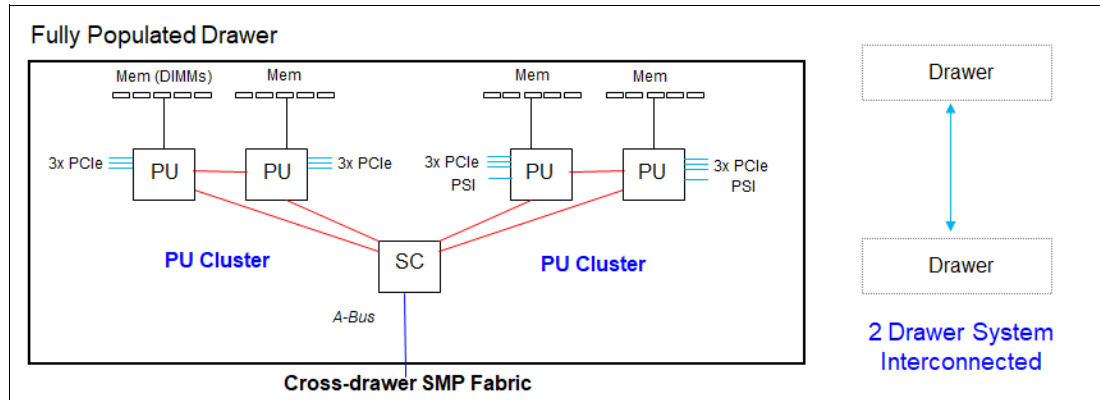 Fully Populated Drawer
Mem (DIMMs)
Mem
Mem
Mem
3x PCIe
PU
PU
3x PCIe
3x PCIe
PSI
PU
PU
3x PCIe
PSI
PU Cluster
SC
PU Cluster
A-Bus
Cross-drawer SMP Fabric
Drawer
Drawer
2 Drawer System
Interconnected